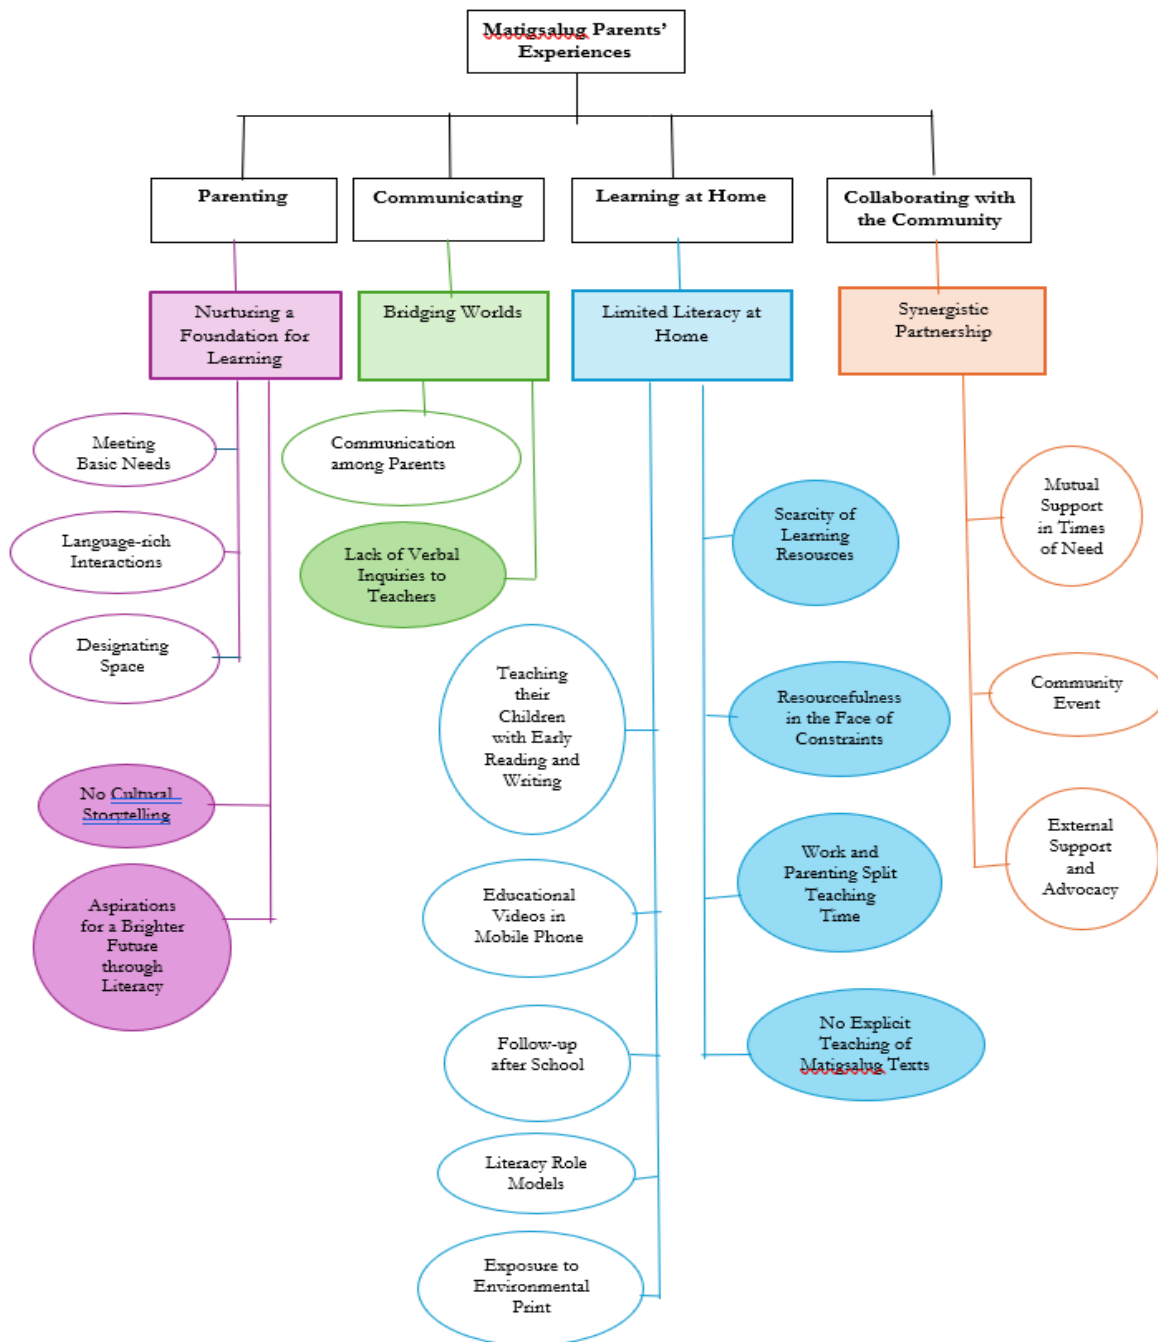 Matigsalug Parents’
Experiences
Parenting
Communicating
Learning at Home
Collaborating with
the Community
Nurturing a
Foundation for
Learning
Bridging Worlds
Limited Literacy at
Home
Synergistic
Partnership
Meeting
Basic Needs
Language-rich
Interactions
Designating
Space
No Cultural
Storytelling
Aspirations
for a Brighter
Future
through
Literacy
Communication
among Parents
Lack of Verbal
Inquiries to
Teachers
Teaching
their
Children
with Early
Reading and
Writing
Educational
Videos in
Mobile Phone
Follow-up
after School
Literacy Role
Models
Exposure to
Environmental
Print
Scarcity of
Learning
Resources
Resourcefulness
in the Face of
Constraints
Work and
Parenting Split
Teaching
Time
No Explicit
Teaching of
Matigsalug Texts
Mutual
Support
in Times
of Need
Community
Event
External
Support
and
Advocacy